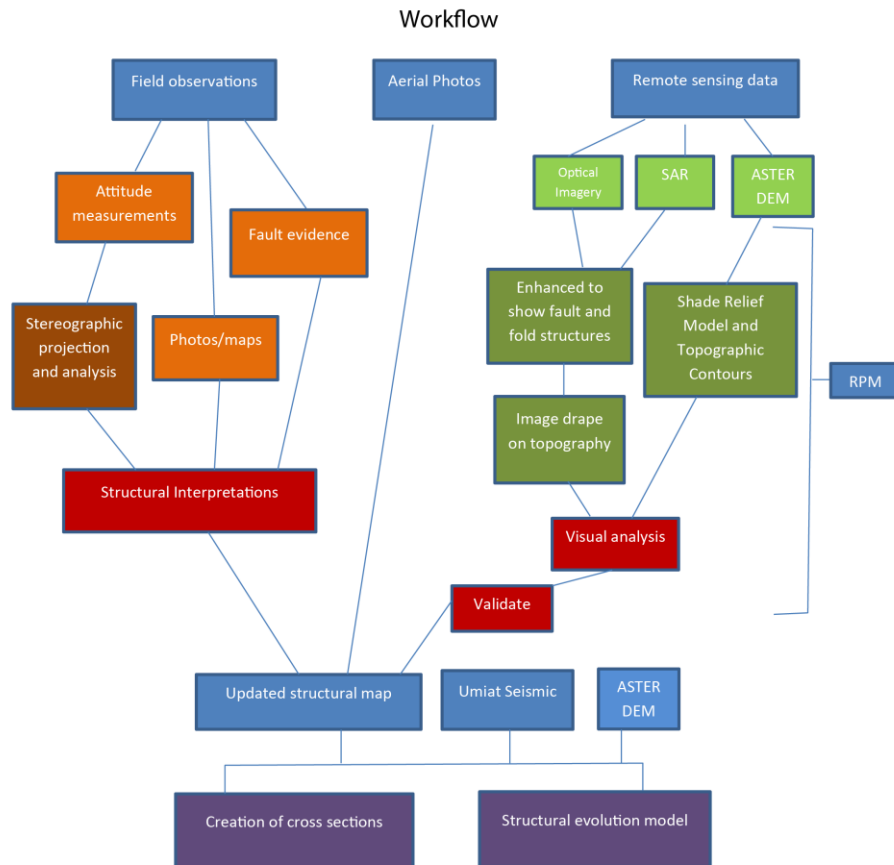 Workflow
Field observations
Aerial Photos
Remote sensing data
Optical
Imagery
SAR
ASTER
DEM
Attitude
measurements
Fault evidence
Enhanced to
show fault and
fold structures
Shade Relief
Model and
Topographic
Contours
Stereographic
projection
and analysis
Photos/maps
RPM
Image drape
on topography
Structural Interpretations
Visual analysis
Validate
Updated structural map
Umiat Seismic
ASTER
DEM
Creation of cross sections
Structural evolution model